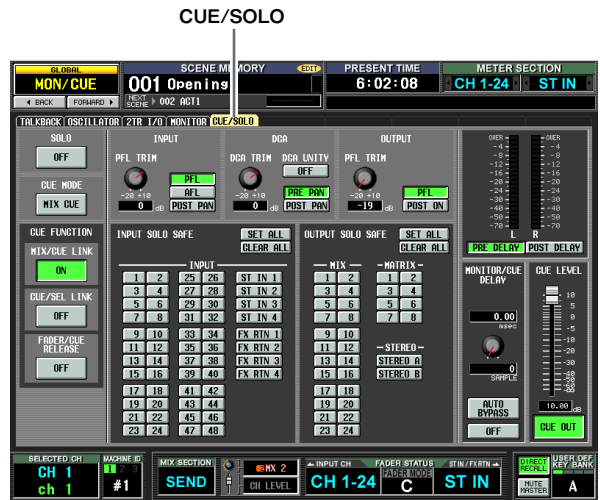 CUE/SOLO
GLOBAL
MON/CUE
SCENE MEMORY
EDIT
001 Opening
PRESENT TIME
6:02:08
METER SECTION
CH 1-24
ST IN
BACK
FORWARD
NEXT SCENE
002 ACT1
TALKBACK
OSCILLATOR
2TR I/O
MONITOR
CUE/SOLO
SOLO
OFF
CUE MODE
MIX CUE
CUE FUNCTION
MIX/CUE LINK
ON
CUE/SEL LINK
OFF
FADER/CUE RELEASE
OFF
INPUT
PFL TRIM
-20 +10
0 dB
PFL
AFL
POST PAN
DCA
DCA TRIM
-20 +10
0 dB
DCA UNITY
OFF
PRE PAN
POST PAN
OUTPUT
PFL TRIM
-20 +10
-19 dB
PFL
POST ON
INPUT SOLO SAFE
SET ALL
CLEAR ALL
INPUT
1 2 25 26 ST IN 1
3 4 27 28 ST IN 2
5 6 29 30 ST IN 3
7 8 31 32 ST IN 4
9 10 33 34 FX RTN 1
11 12 35 36 FX RTN 2
13 14 37 38 FX RTN 3
15 16 39 40 FX RTN 4
17 18 41 42
19 20 43 44
21 22 45 46
23 24 47 48
OUTPUT SOLO SAFE
SET ALL
CLEAR ALL
MIX
MATRIX
1 2 1 2
3 4 3 4
5 6 5 6
7 8 7 8
9 10
11 12
13 14
15 16
17 18
19 20
21 22
23 24
STEREO
STEREO A
STEREO B
OVER OVER
-4 -4
-8 -8
-12 -12
-16 -16
-20 -20
-30 -30
-40 -40
-50 -50
-70 -70
L R
PRE DELAY
POST DELAY
MONITOR/CUE DELAY
0.00
msec
0
SAMPLE
AUTO BYPASS
OFF
CUE LEVEL
10
5
0
-5
-10
-20
-30
-40
10.00 dB
CUE OUT
SELECTED CH
CH 1
ch 1
MACHINE ID
1 2 3
#1
MIX SECTION
SEND
MX 2
CH LEVEL
INPUT CH
CH 1-24
FADER STATUS
FADER MODE
C
ST IN/FXRTN
ST IN
DIRECT RECALL
MUTE MASTER
USER DEF KEY BANK
A